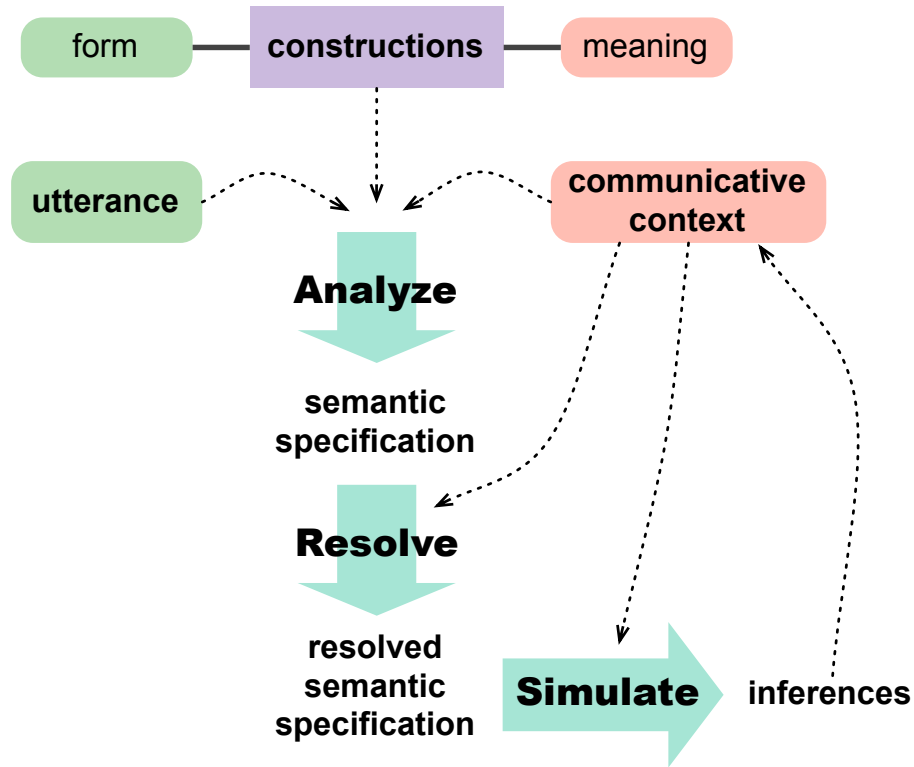 form
constructions
meaning
utterance
communicative
context
Analyze
semantic
specification
Resolve
resolved
semantic
specification
Simulate
inferences